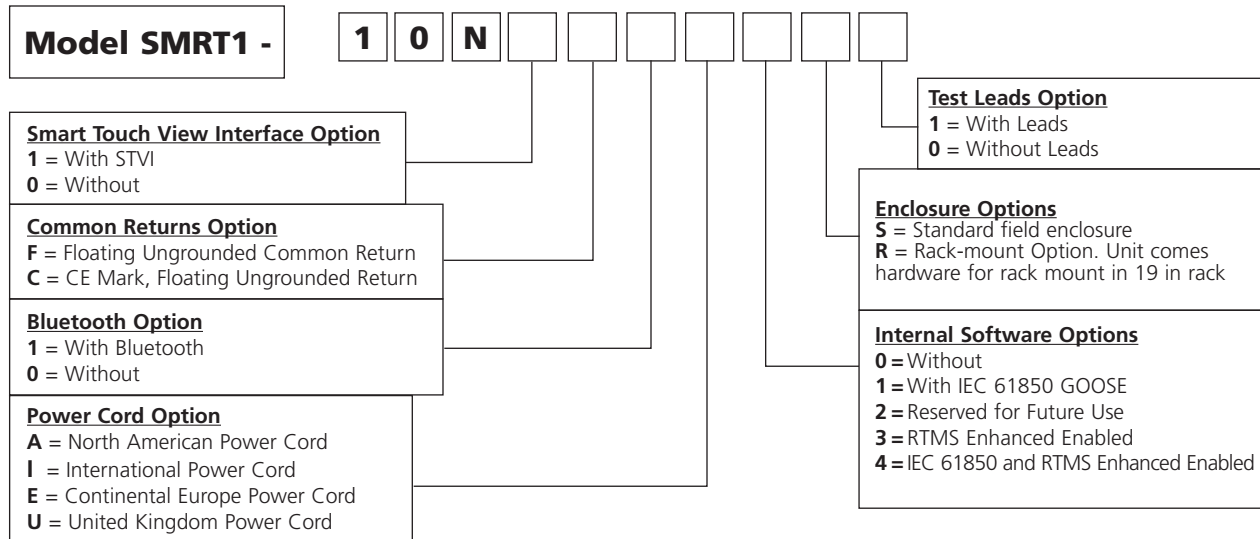 Model SMRT1 - 1 0 N
Smart Touch View Interface Option
1 = With STVI
0 = Without
Common Returns Option
F = Floating Ungrounded Common Return
C = CE Mark, Floating Ungrounded Return
Bluetooth Option
1 = With Bluetooth
0 = Without
Power Cord Option
A = North American Power Cord
I = International Power Cord
E = Continental Europe Power Cord
U = United Kingdom Power Cord
Test Leads Option
1 = With Leads
0 = Without Leads
Enclosure Options
S = Standard field enclosure
R = Rack-mount Option. Unit comes
hardware for rack mount in 19 in rack
Internal Software Options
0 = Without
1 = With IEC 61850 GOOSE
2 = Reserved for Future Use
3 = RTMS Enhanced Enabled
4 = IEC 61850 and RTMS Enhanced Enabled